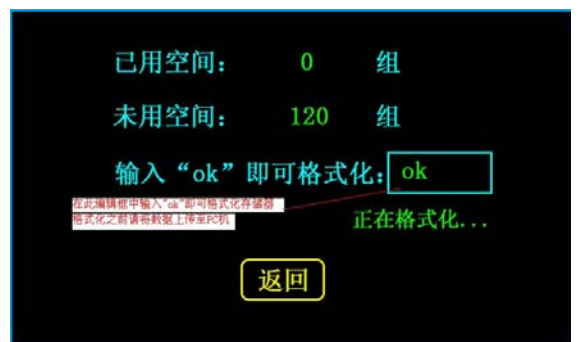 已用空间： 0 组
未用空间： 120 组
输入“ok”即可格式化： ok
在此编辑框中输入“ok”即可格式化存储器
格式化之前请将数据上传至PC机
正在格式化...
返回